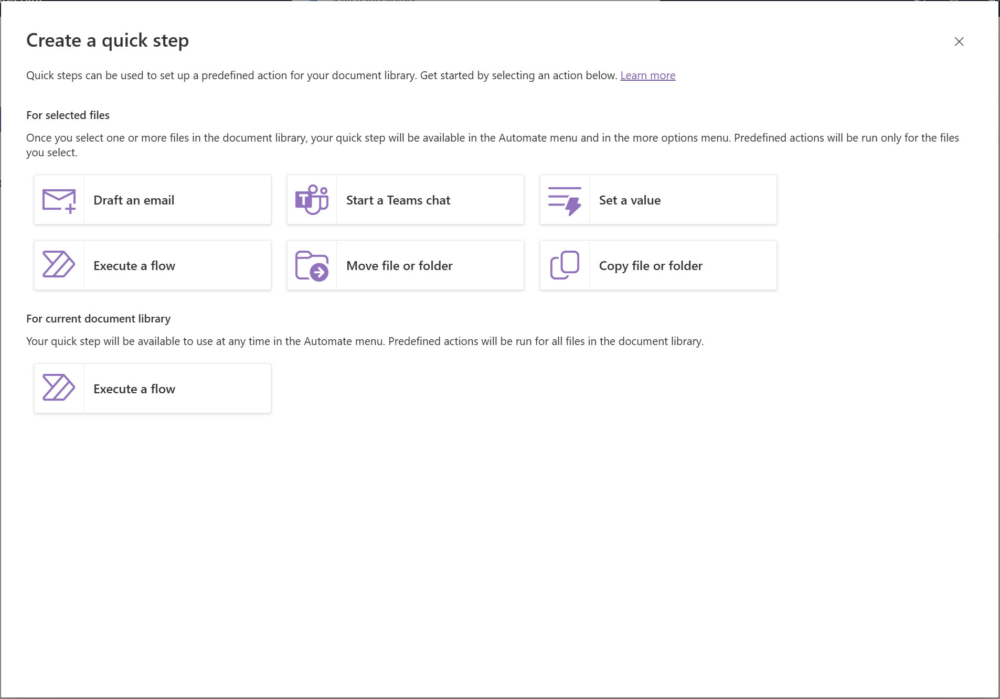 Create a quick step
Quick steps can be used to set up a predefined action for your document library. Get started by selecting an action below. Learn more
For selected files
Once you select one or more files in the document library, your quick step will be available in the Automate menu and in the more options menu. Predefined actions will be run only for the files
you select.
Draft an email
T
Start a Teams chat
Set a value
Execute a flow
Move file or folder
Copy file or folder
For current document library
Your quick step will be available to use at any time in the Automate menu. Predefined actions will be run for all files in the document library.
Execute a flow